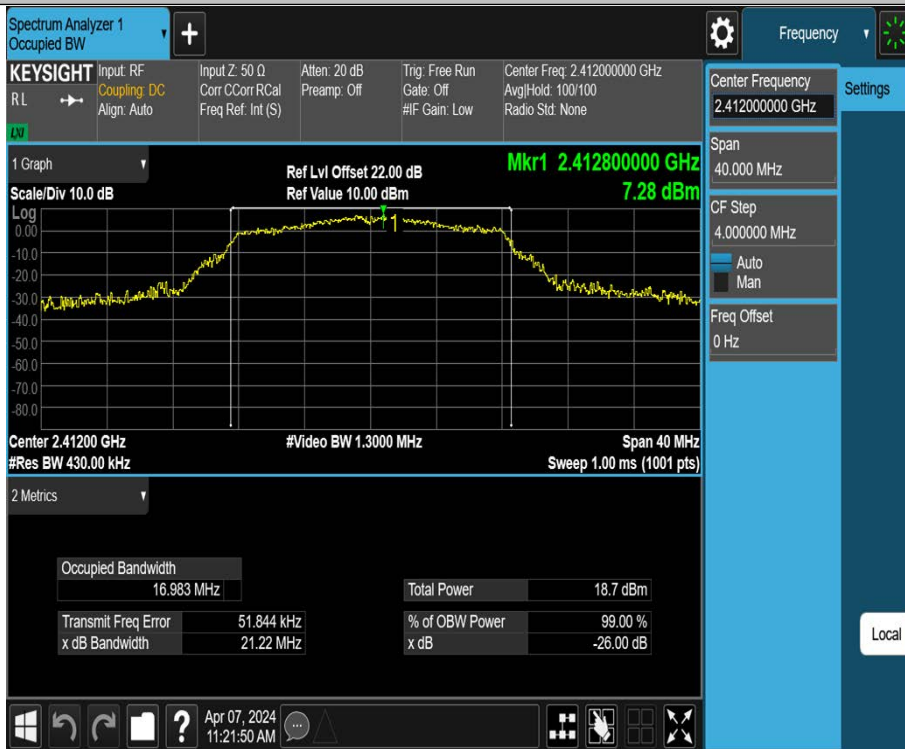 Spectrum Analyzer 1
Occupied BW
+
Frequency
KEYSIGHT
R L
LXI
Input: RF
Coupling: DC
Align: Auto
Input Z: 50 Ω
Corr CCorr RCal
Freq Ref: Int (S)
Atten: 20 dB
Preamp: Off
Trig: Free Run
Gate: Off
#IF Gain: Low
Center Freq: 2.412000000 GHz
Avg|Hold: 100/100
Radio Std: None
Center Frequency
2.412000000 GHz
Settings
Span
40.000 MHz
CF Step
4.000000 MHz
Auto
Man
Freq Offset
0 Hz
1 Graph
Scale/Div 10.0 dB
Ref Lvl Offset 22.00 dB
Ref Value 10.00 dBm
Mkr1 2.412800000 GHz
7.28 dBm
Log
0.00
-10.0
-20.0
-30.0
-40.0
-50.0
-60.0
-70.0
-80.0
1
Center 2.41200 GHz
#Video BW 1.3000 MHz
Span 40 MHz
#Res BW 430.00 kHz
Sweep 1.00 ms (1001 pts)
2 Metrics
Occupied Bandwidth
16.983 MHz
Total Power 18.7 dBm
Transmit Freq Error 51.844 kHz
% of OBW Power 99.00 %
x dB Bandwidth 21.22 MHz
x dB -26.00 dB
Local
?
Apr 07, 2024
11:21:50 AM